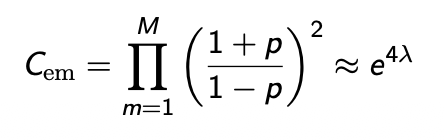 C_em = ∏_{m=1}^{M} ( (1 + p) / (1 − p) )^2 ≈ e^{4λ}